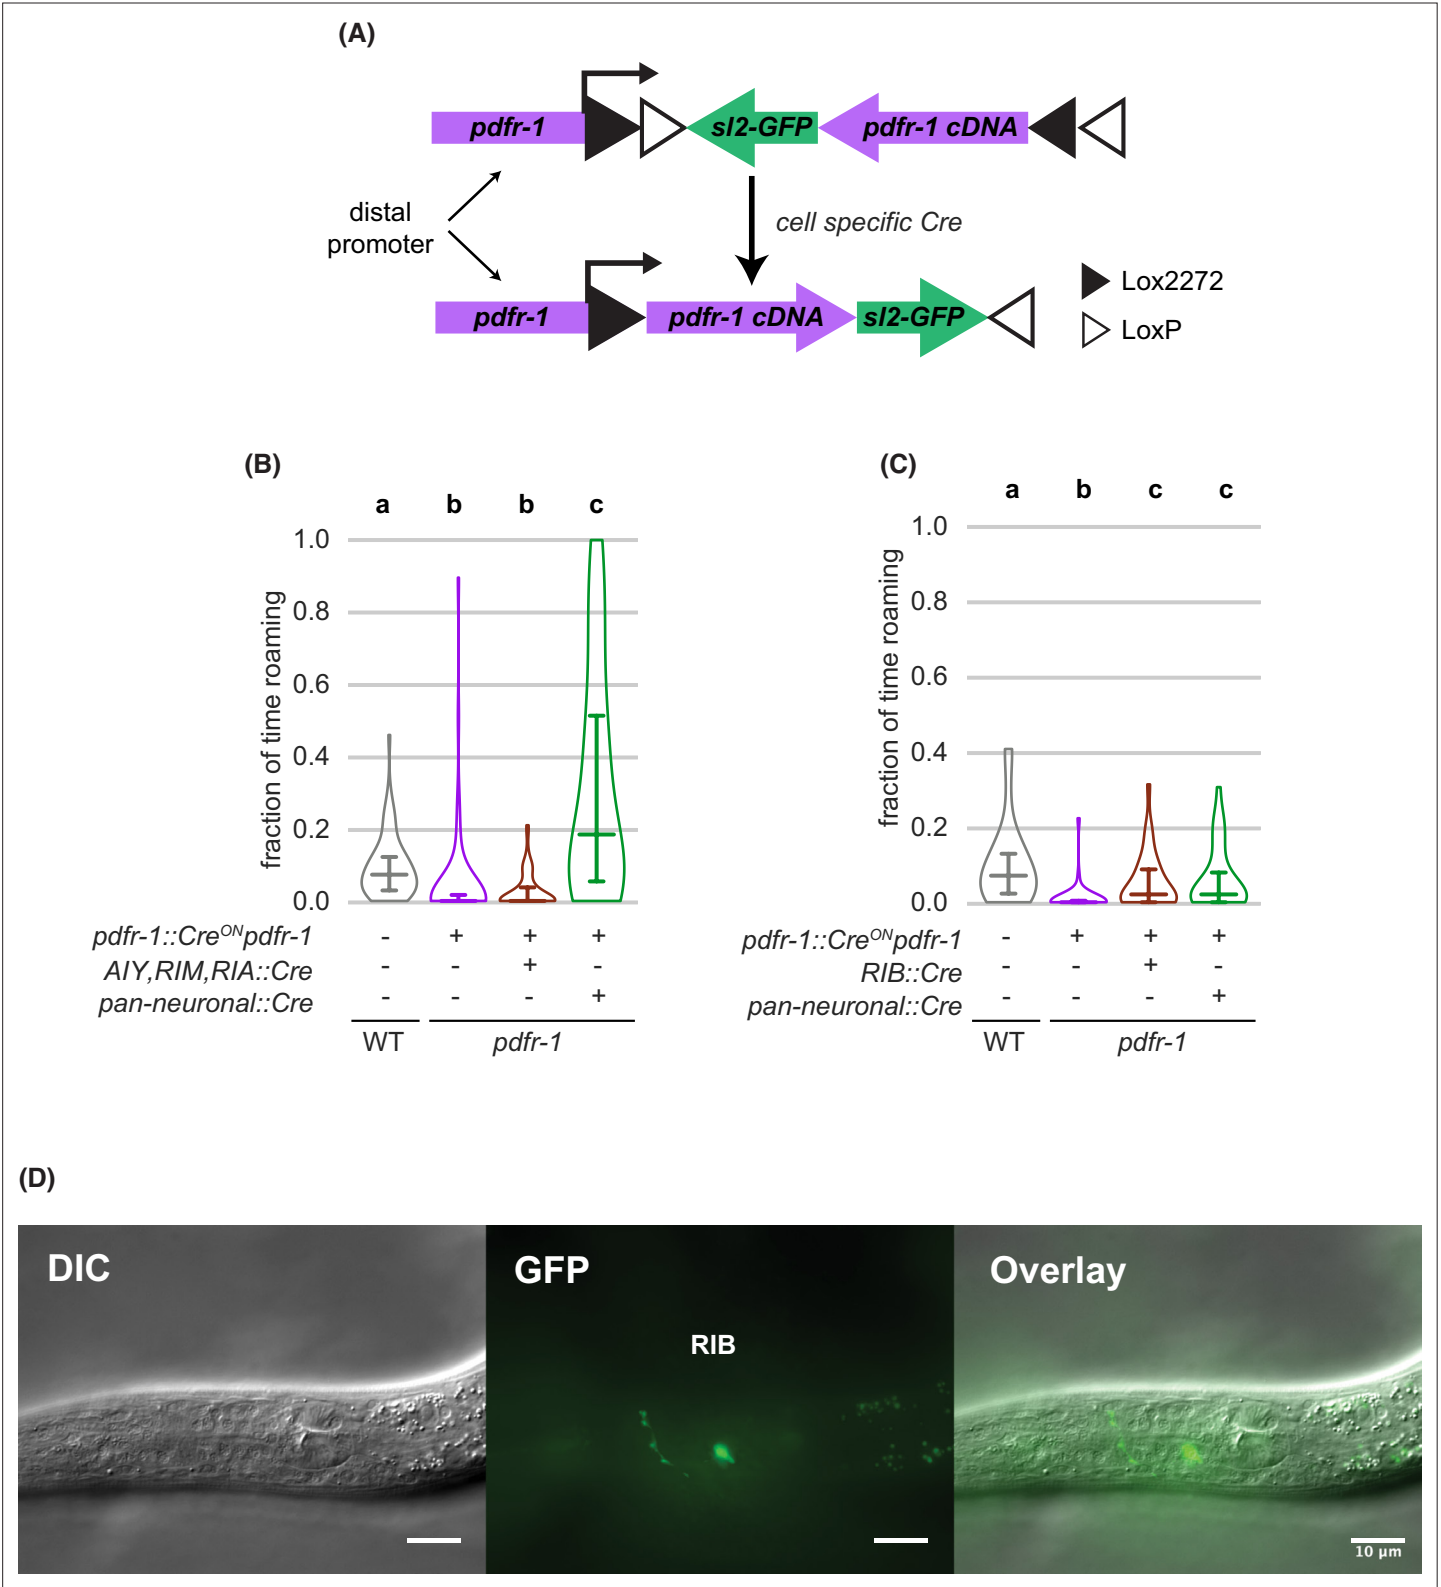 (A)
pdfr-1
sl2-GFP
pdfr-1 cDNA
distal
promoter
cell specific Cre
pdfr-1
pdfr-1 cDNA
sl2-GFP
Lox2272
LoxP
(B)
a b b c
1.0
0.8
0.6
0.4
0.2
0.0
fraction of time roaming
pdfr-1::Cre^ON pdfr-1 - + + +
AIY,RIM,RIA::Cre - - + -
pan-neuronal::Cre - - - +
WT pdfr-1
(C)
a b c c
1.0
0.8
0.6
0.4
0.2
0.0
fraction of time roaming
pdfr-1::Cre^ON pdfr-1 - + + +
RIB::Cre - - + -
pan-neuronal::Cre - - - +
WT pdfr-1
(D)
DIC
GFP
RIB
Overlay
10 µm